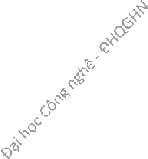 Đại học Công nghệ - ĐHQGHN